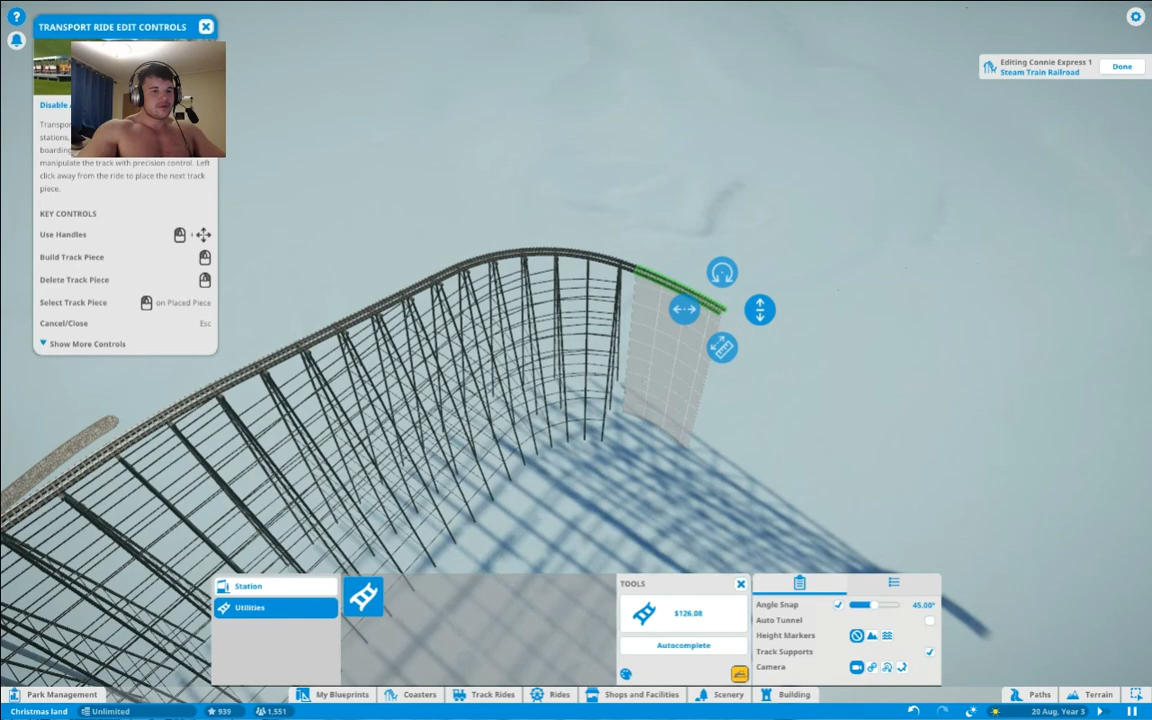 ?
TRANSPORT RIDE EDIT CONTROLS
Editing Connie Express 1
Steam Train Railroad
Done
Disable
stations,
boarding
manipulate the track with precision control. Left
click away from the ride to place the next track
piece.
KEY CONTROLS
Use Handles
Build Track Piece
Delete Track Piece
Select Track Piece on Placed Piece
Cancel/Close Esc
Show More Controls
Station
Utilities
TOOLS
$126.08
Autocomplete
Angle Snap 45.00°
Auto Tunnel
Height Markers
Track Supports
Camera
Park Management
My Blueprints
Coasters
Track Rides
Rides
Shops and Facilities
Scenery
Building
Paths
Terrain
Christmas land
Unlimited
939
1,551
20 Aug, Year 3